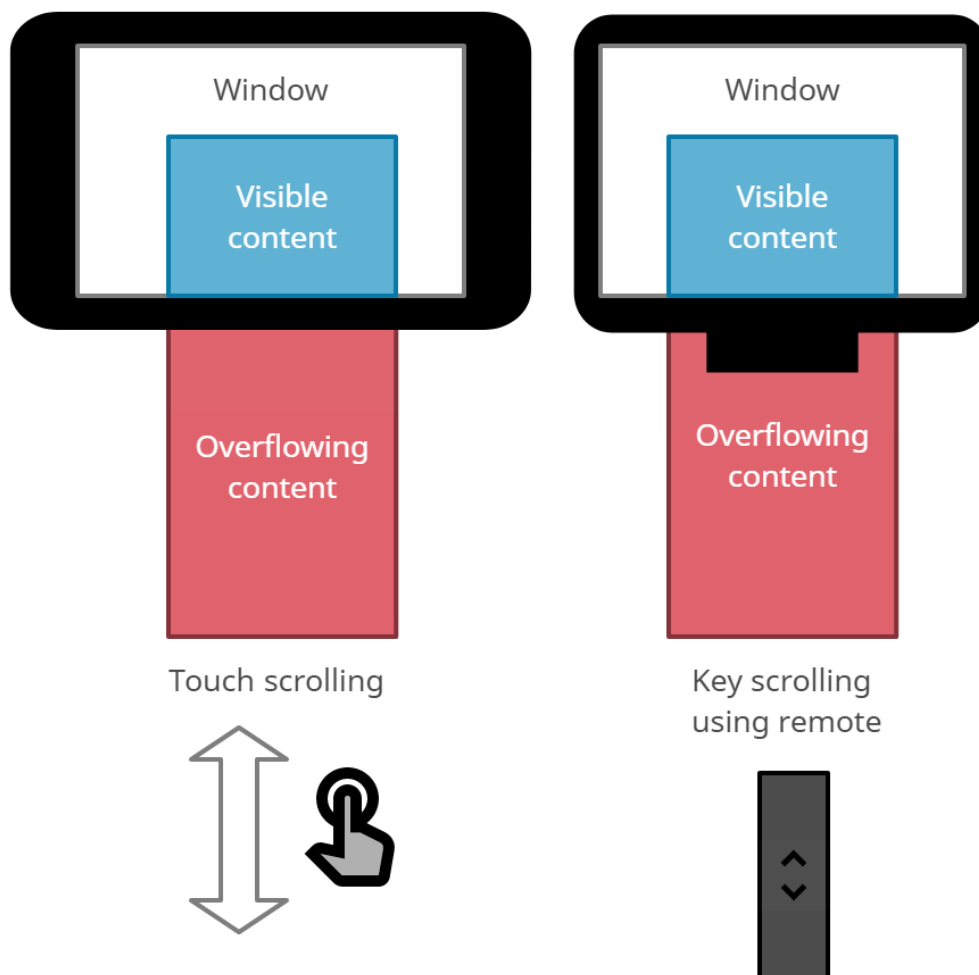 Window
Visible
content
Overflowing
content
Touch scrolling
Window
Visible
content
Overflowing
content
Key scrolling
using remote